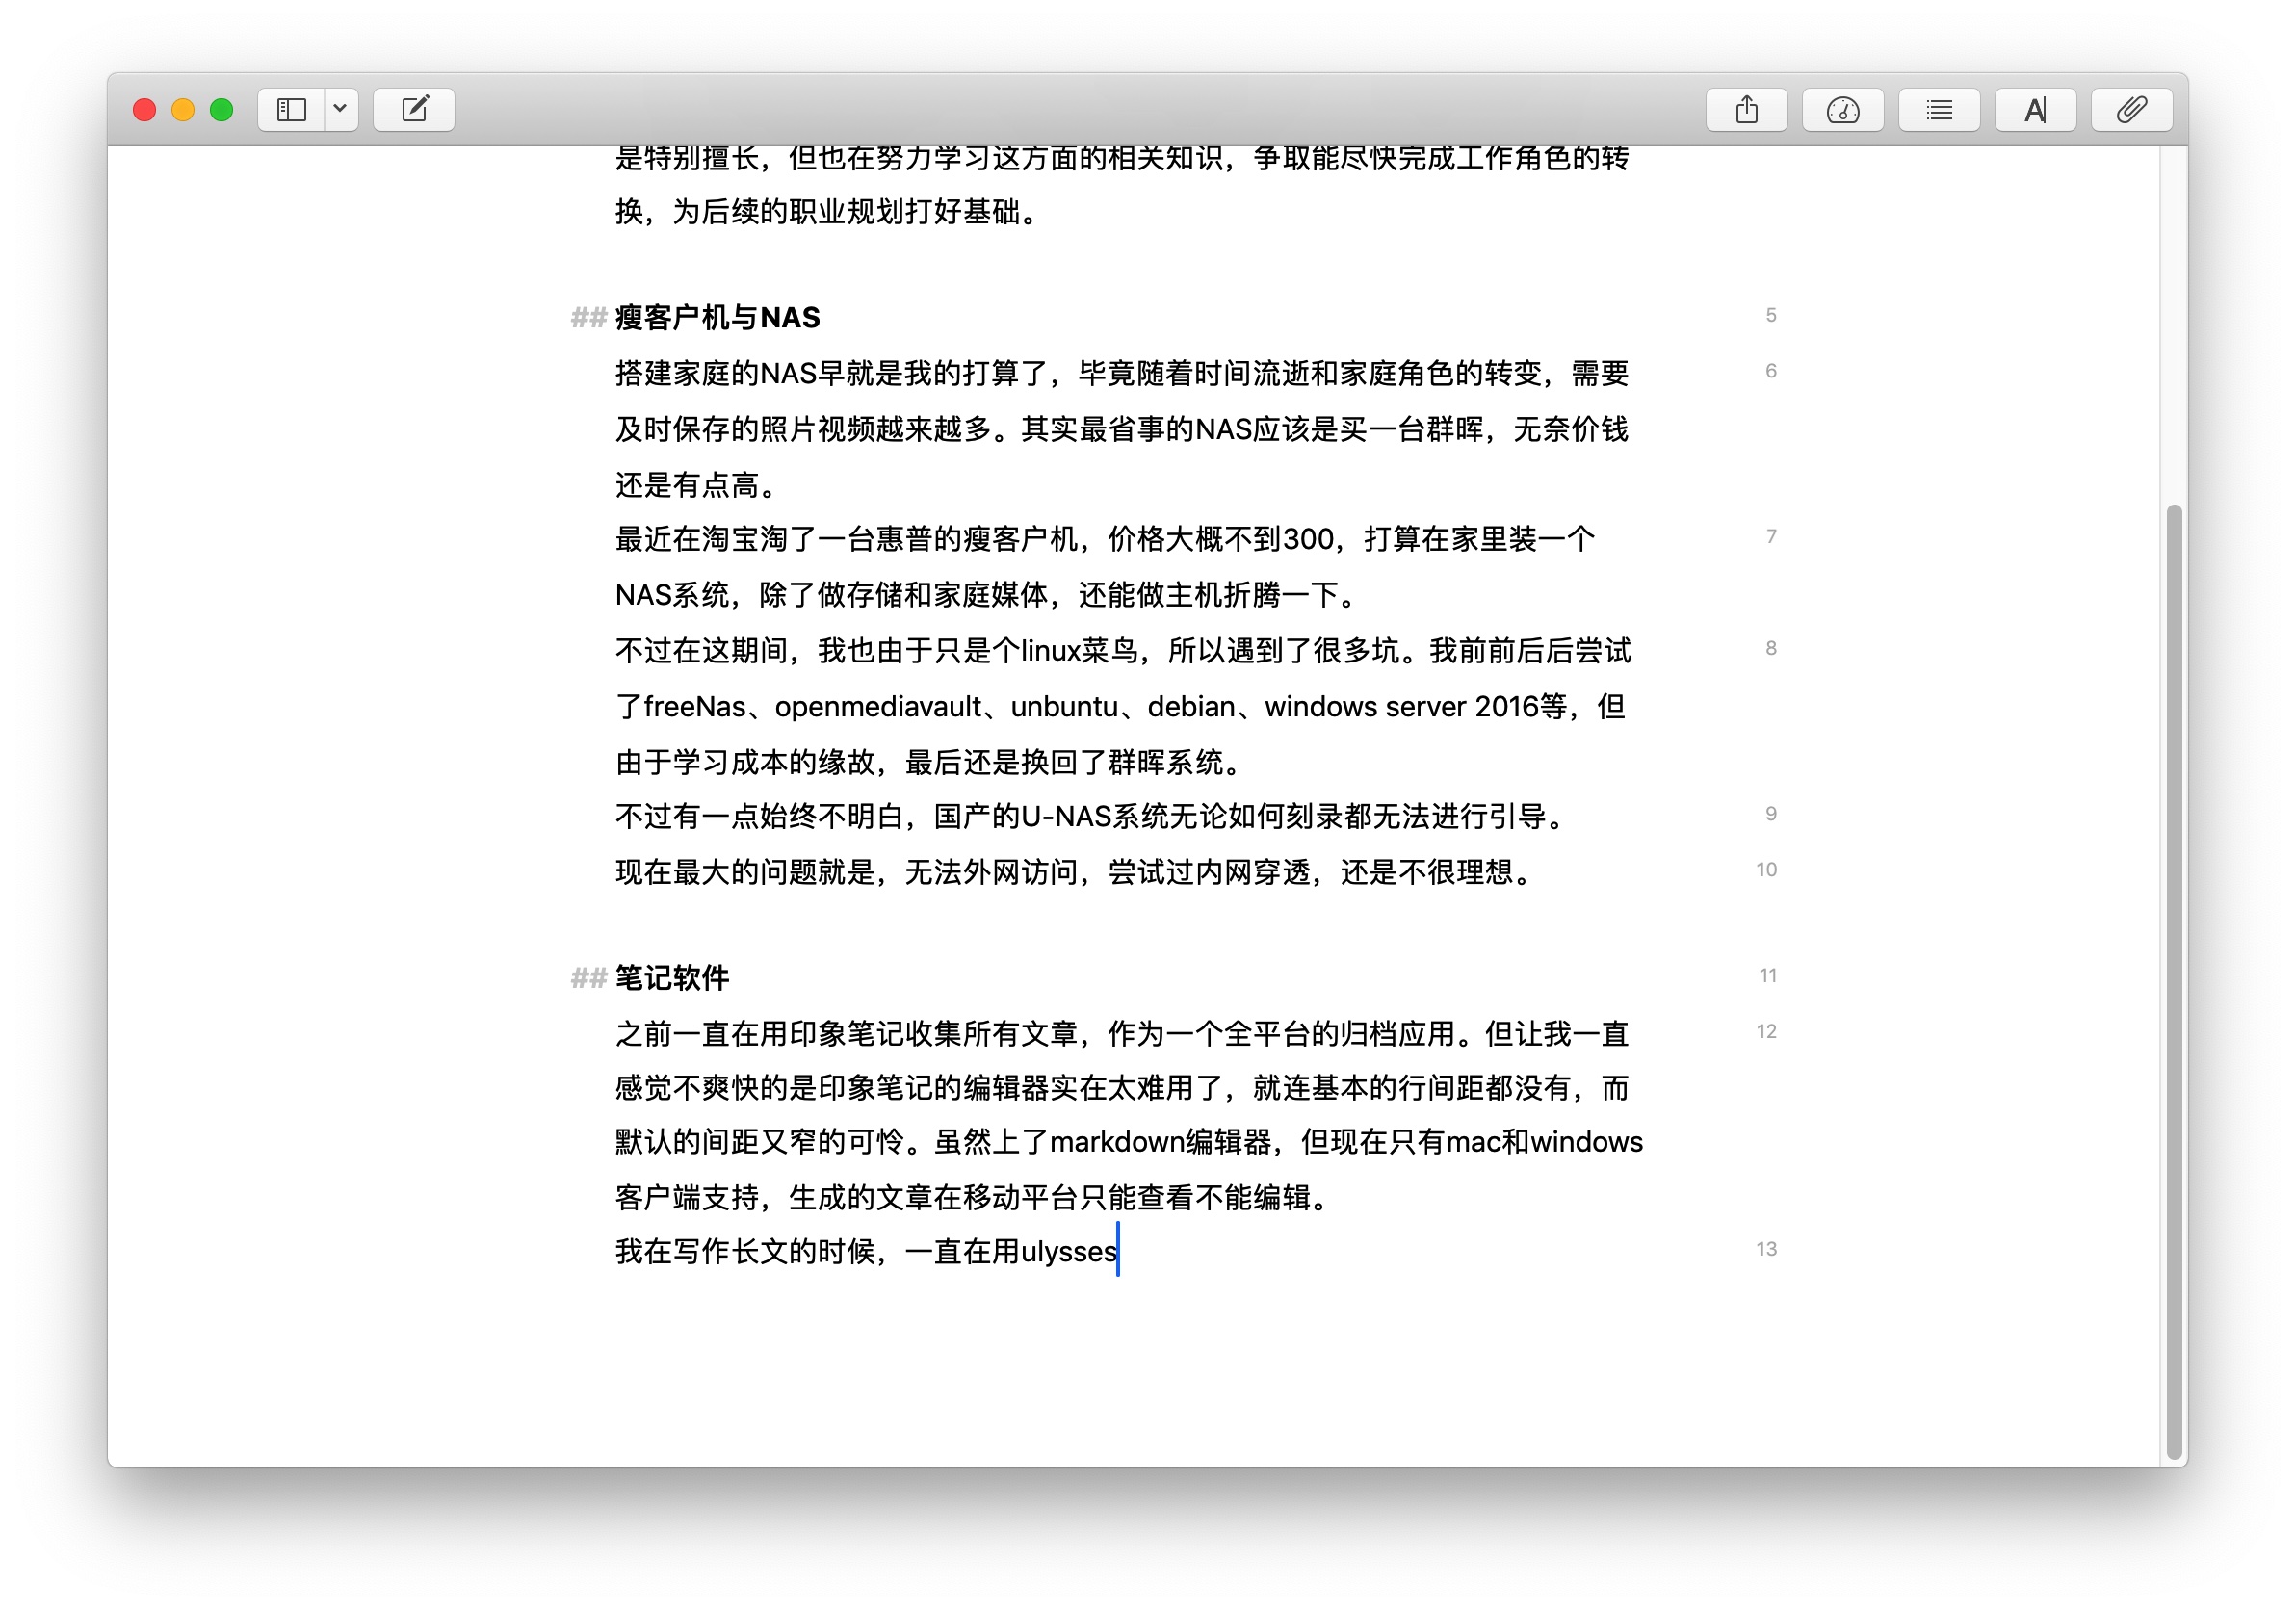 是特别擅长，但也在努力学习这方面的相关知识，争取能尽快完成工作角色的转
换，为后续的职业规划打好基础。
## 瘦客户机与NAS 5
搭建家庭的NAS早就是我的打算了，毕竟随着时间流逝和家庭角色的转变，需要 6
及时保存的照片视频越来越多。其实最省事的NAS应该是买一台群晖，无奈价钱
还是有点高。
最近在淘宝淘了一台惠普的瘦客户机，价格大概不到300，打算在家里装一个 7
NAS系统，除了做存储和家庭媒体，还能做主机折腾一下。
不过在这期间，我也由于只是个linux菜鸟，所以遇到了很多坑。我前前后后尝试 8
了freeNas、openmediavault、unbuntu、debian、windows server 2016等，但
由于学习成本的缘故，最后还是换回了群晖系统。
不过有一点始终不明白，国产的U-NAS系统无论如何刻录都无法进行引导。 9
现在最大的问题就是，无法外网访问，尝试过内网穿透，还是不很理想。 10
## 笔记软件 11
之前一直在用印象笔记收集所有文章，作为一个全平台的归档应用。但让我一直 12
感觉不爽快的是印象笔记的编辑器实在太难用了，就连基本的行间距都没有，而
默认的间距又窄的可怜。虽然上了markdown编辑器，但现在只有mac和windows
客户端支持，生成的文章在移动平台只能查看不能编辑。
我在写作长文的时候，一直在用ulysses 13